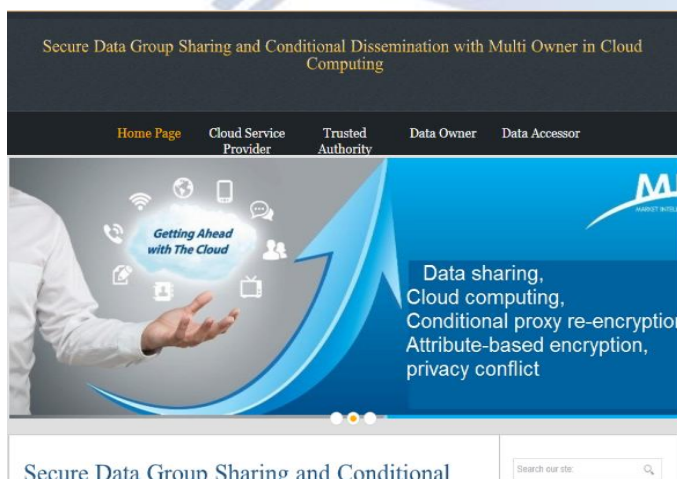 Secure Data Group Sharing and Conditional Dissemination with Multi Owner in Cloud
Computing
Home Page
Cloud Service
Provider
Trusted
Authority
Data Owner
Data Accessor
Getting Ahead
with The Cloud
MARKET
Data sharing,
Cloud computing,
Conditional proxy re-encryption
Attribute-based encryption,
privacy conflict
Secure Data Group Sharing and Conditional
Search our ste: